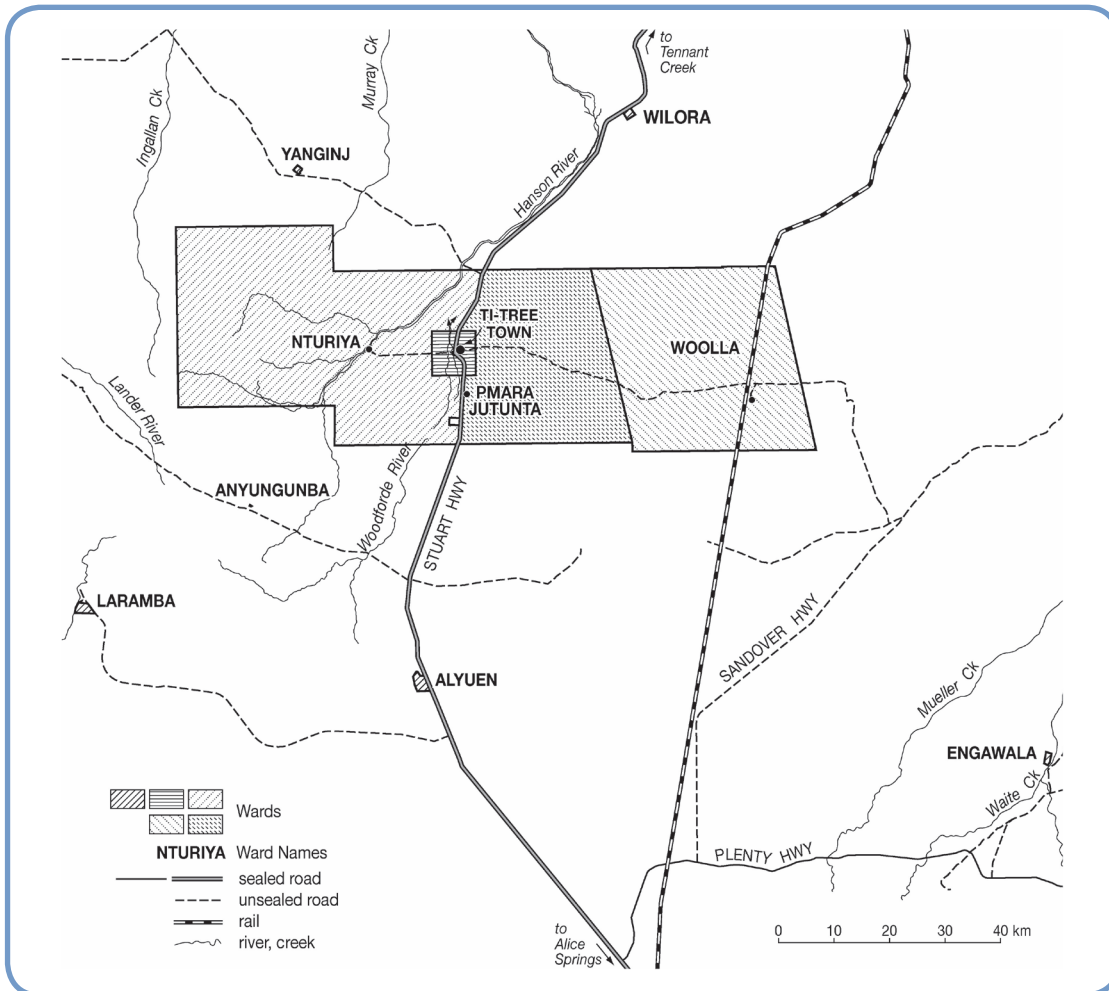 to
Tennant
Creek
Ingallan Ck
Murray Ck
WILORA
YANGINJ
Hanson River
TI-TREE
TOWN
NTURIYA
WOOLLA
PMARA
JUTUNTA
Lander River
ANYUNGUNBA
Woodforde River
STUART HWY
LARAMBA
SANDOVER HWY
ALYUEN
Mueller Ck
ENGAWALA
Waite Ck
PLENTY HWY
Wards
NTURIYA Ward Names
sealed road
unsealed road
rail
river, creek
to
Alice
Springs
0 10 20 30 40 km